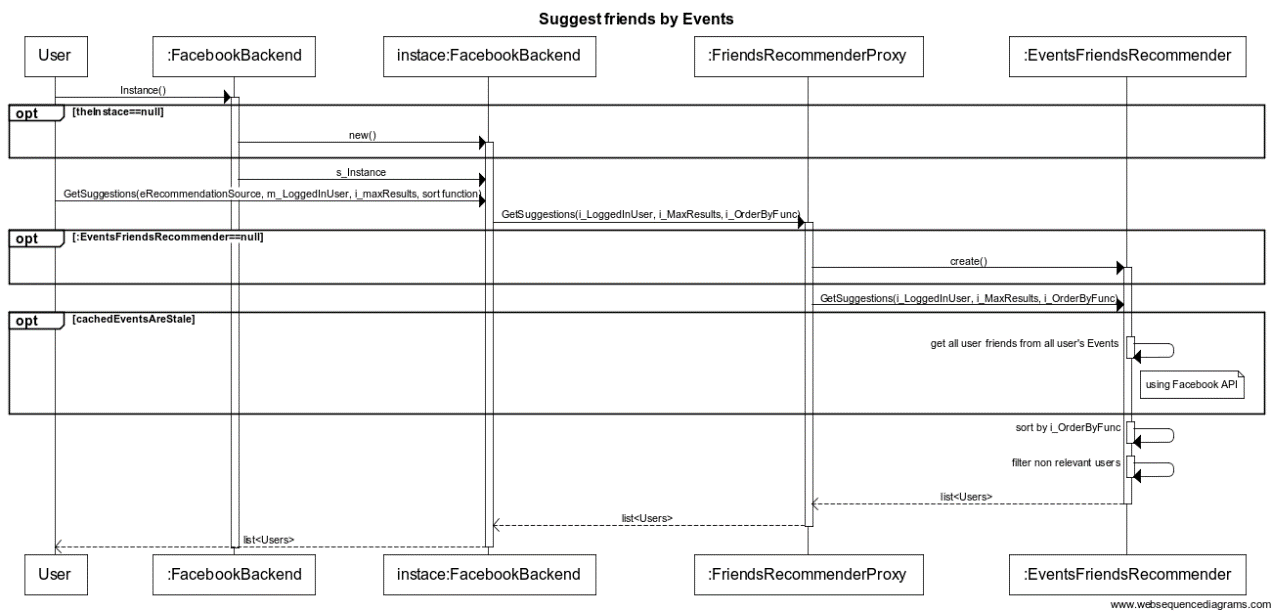 Suggest friends by Events
User
:FacebookBackend
instace:FacebookBackend
:FriendsRecommenderProxy
:EventsFriendsRecommender
Instance()
opt
[theInstace==null]
new()
s_Instance
GetSuggestions(eRecommendationSource, m_LoggedInUser, i_maxResults, sort function)
GetSuggestions(i_LoggedInUser, i_MaxResults, i_OrderByFunc)
opt
[:EventsFriendsRecommender==null]
create()
GetSuggestions(i_LoggedInUser, i_MaxResults, i_OrderByFunc)
opt
[cachedEventsAreStale]
get all user friends from all user's Events
using Facebook API
sort by i_OrderByFunc
filter non relevant users
list<Users>
list<Users>
list<Users>
User
:FacebookBackend
instace:FacebookBackend
:FriendsRecommenderProxy
:EventsFriendsRecommender
www.websequencediagrams.com